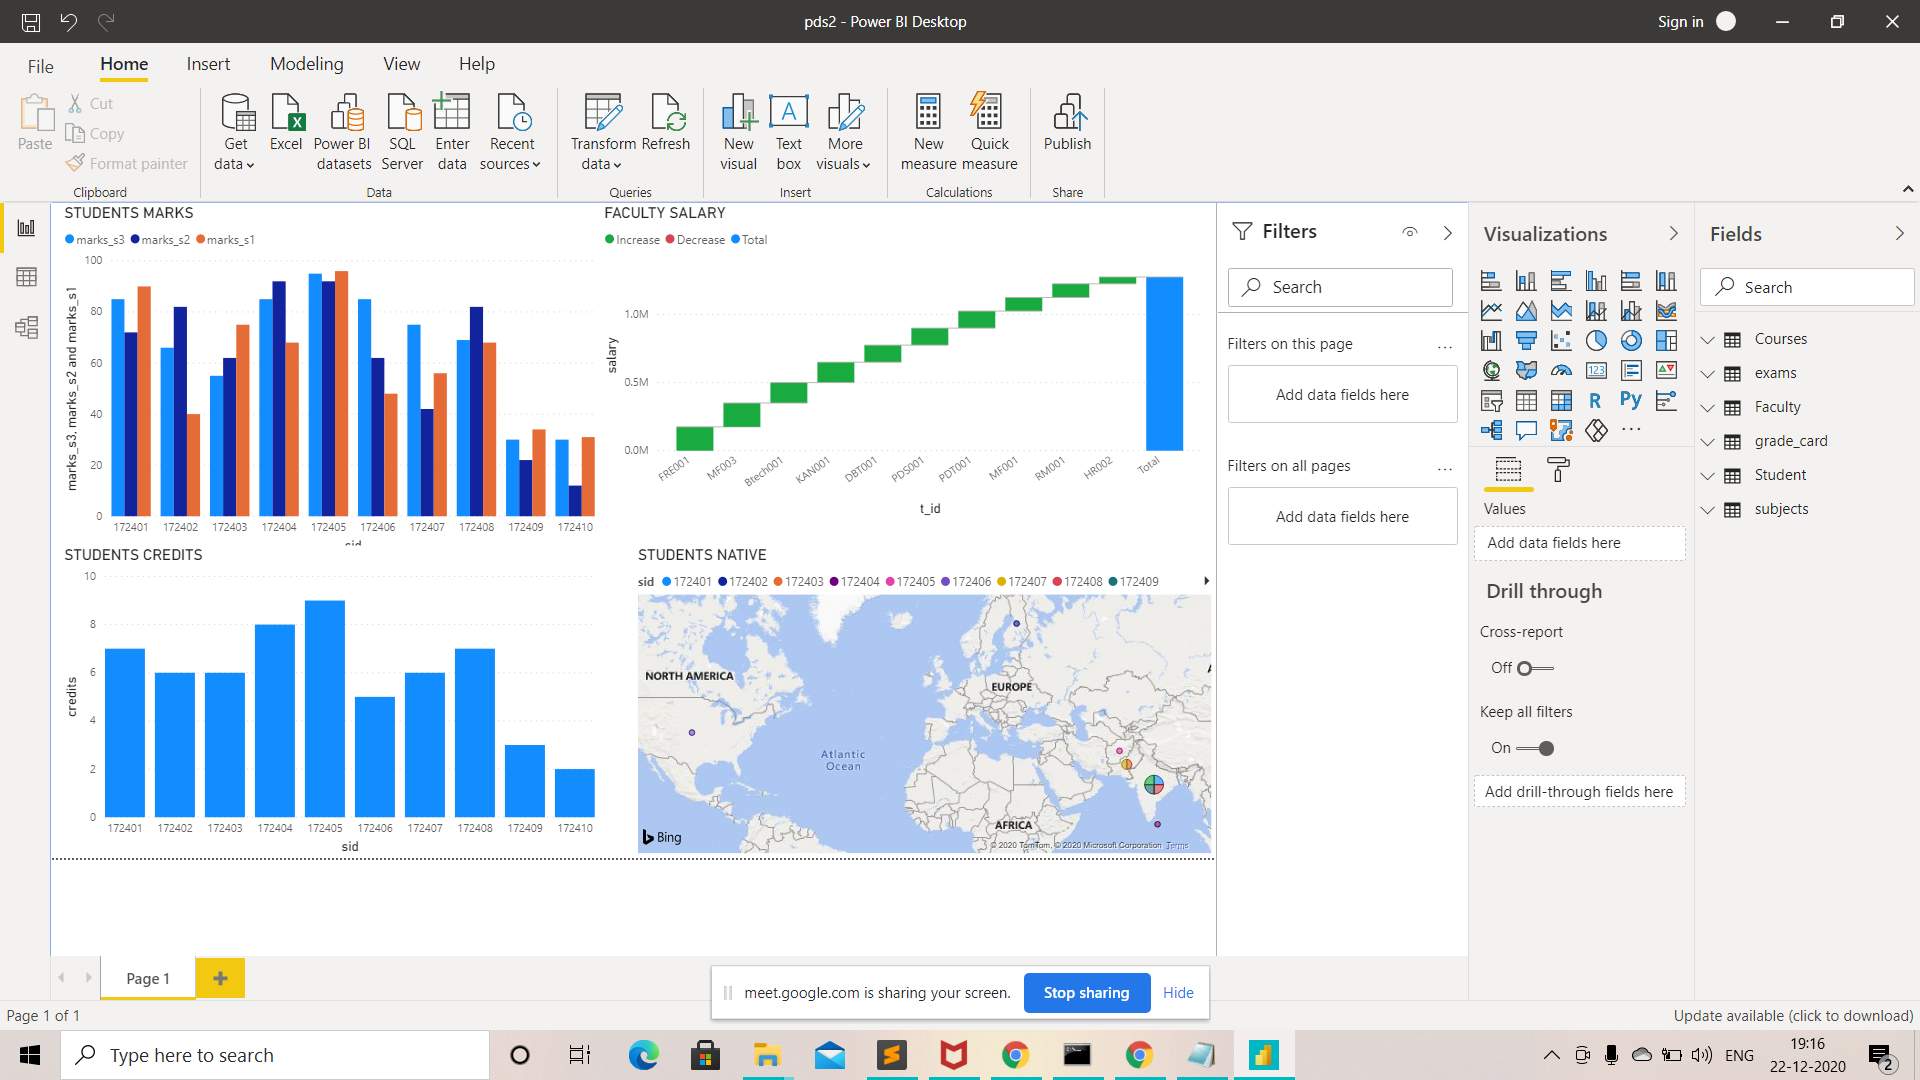 pds2 - Power BI Desktop
Sign in
File Home Insert Modeling View Help
Paste
Cut
Copy
Format painter
Clipboard
Get data
Excel
Power BI datasets
SQL Server
Enter data
Recent sources
Data
Transform data
Refresh
Queries
New visual
Text box
More visuals
Insert
New measure
Quick measure
Calculations
Publish
Share
STUDENTS MARKS
marks_s3 marks_s2 marks_s1
marks_s3, marks_s2 and marks_s1
100
80
60
40
20
0
172401 172402 172403 172404 172405 172406 172407 172408 172409 172410
sid
FACULTY SALARY
Increase Decrease Total
salary
1.0M
0.5M
0.0M
FRE001 MF003 Btech001 KAN001 DBT001 PDS001 PDT001 MF001 RM001 HR002 Total
t_id
STUDENTS CREDITS
credits
10
8
6
4
2
0
172401 172402 172403 172404 172405 172406 172407 172408 172409 172410
sid
STUDENTS NATIVE
sid 172401 172402 172403 172404 172405 172406 172407 172408 172409
NORTH AMERICA
EUROPE
Atlantic
Ocean
AFRICA
Bing
© 2020 TomTom, © 2020 Microsoft Corporation Terms
Filters
Search
Filters on this page
...
Add data fields here
Filters on all pages
...
Add data fields here
Visualizations
123
R Py
...
Values
Add data fields here
Drill through
Cross-report
Off
Keep all filters
On
Add drill-through fields here
Fields
Search
Courses
exams
Faculty
grade_card
Student
subjects
Page 1
meet.google.com is sharing your screen.
Stop sharing
Hide
Page 1 of 1
Update available (click to download)
Type here to search
ENG
19:16
22-12-2020
2